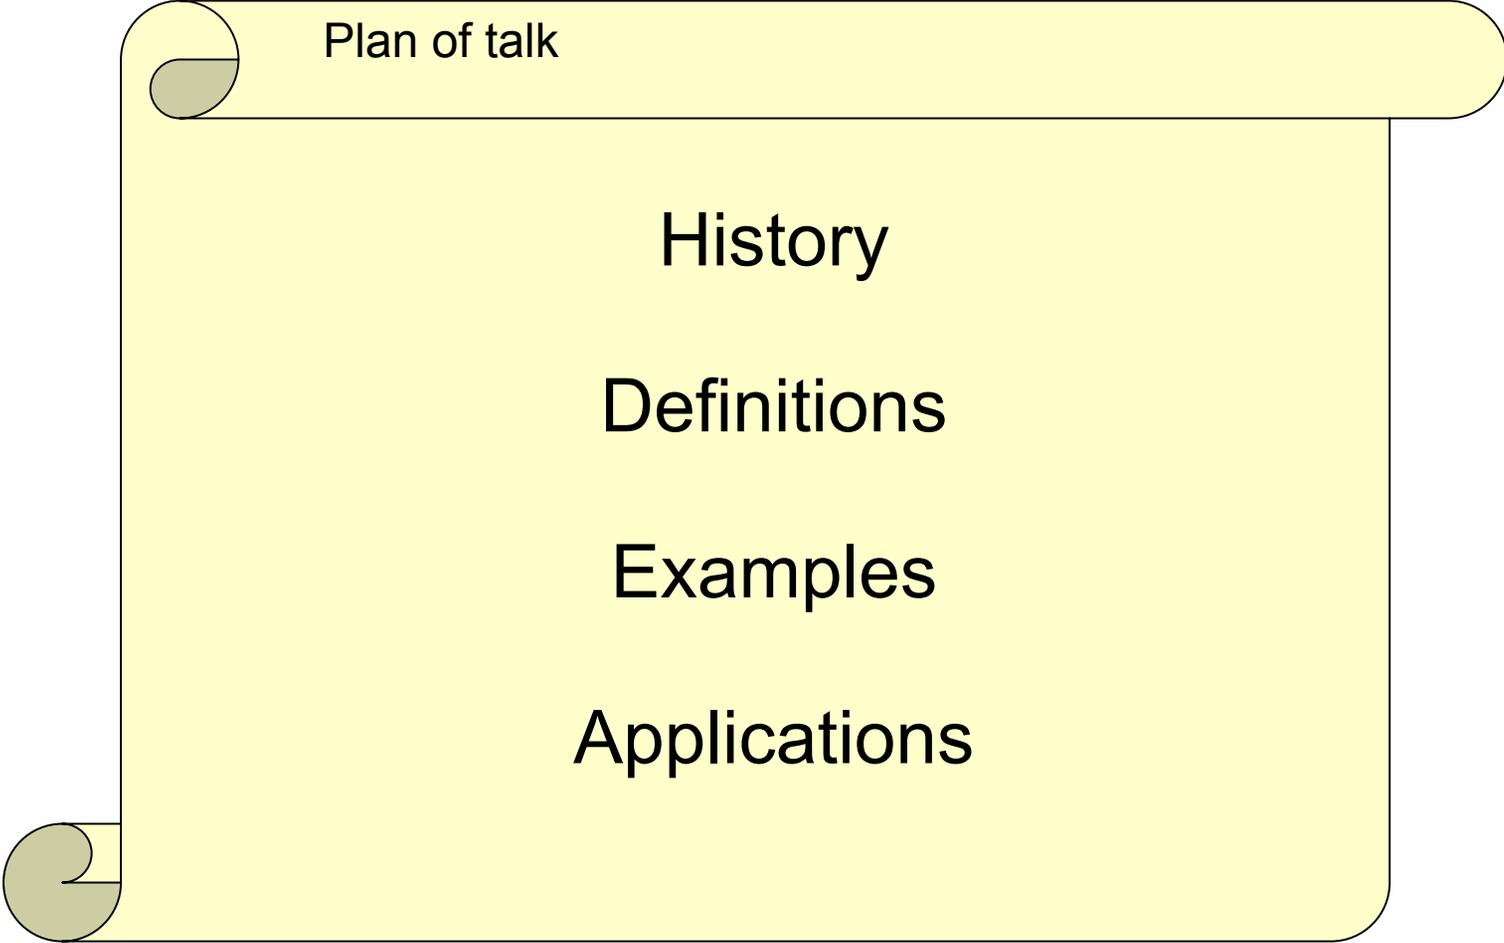 Plan of talk
History
Definitions
Examples
Applications